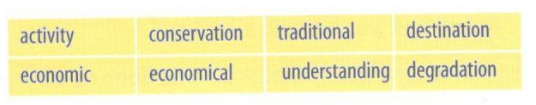 activity conservation traditional destination
economic economical understanding degradation